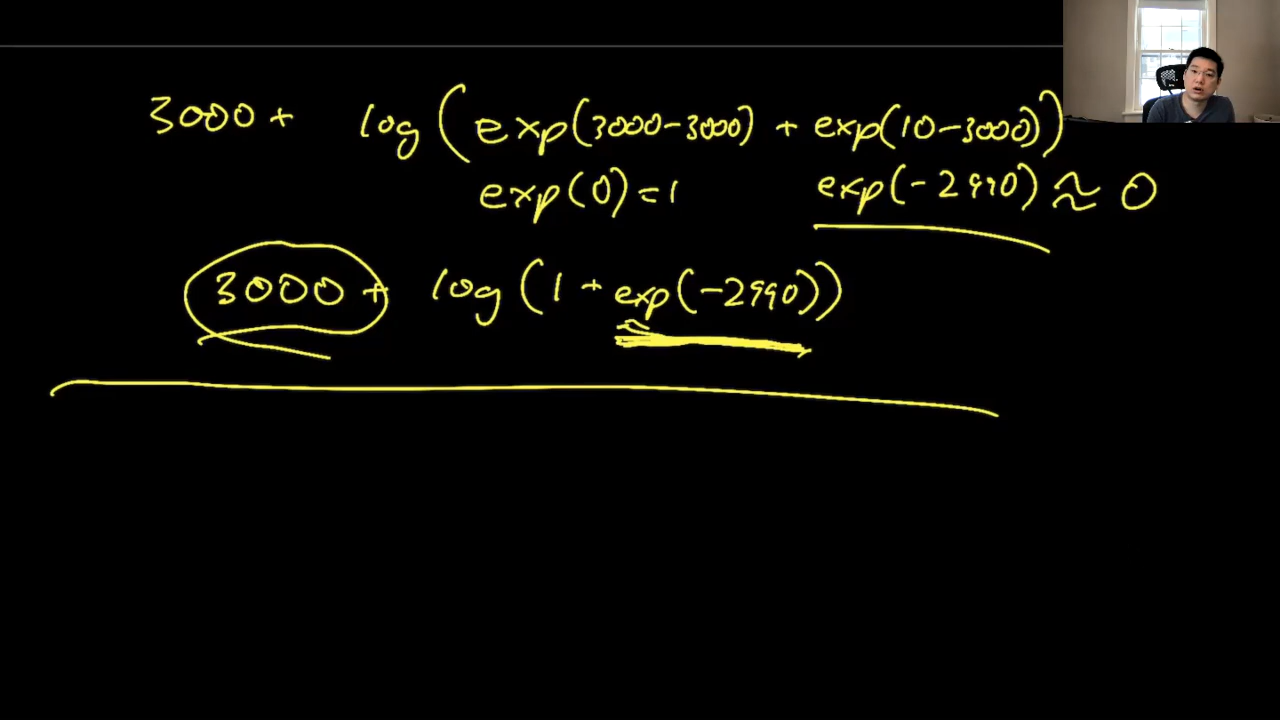 3000 + log(exp(3000-3000) + exp(10-3000))
exp(0)=1 exp(-2990) ≈ 0
3000 + log(1 + exp(-2990))